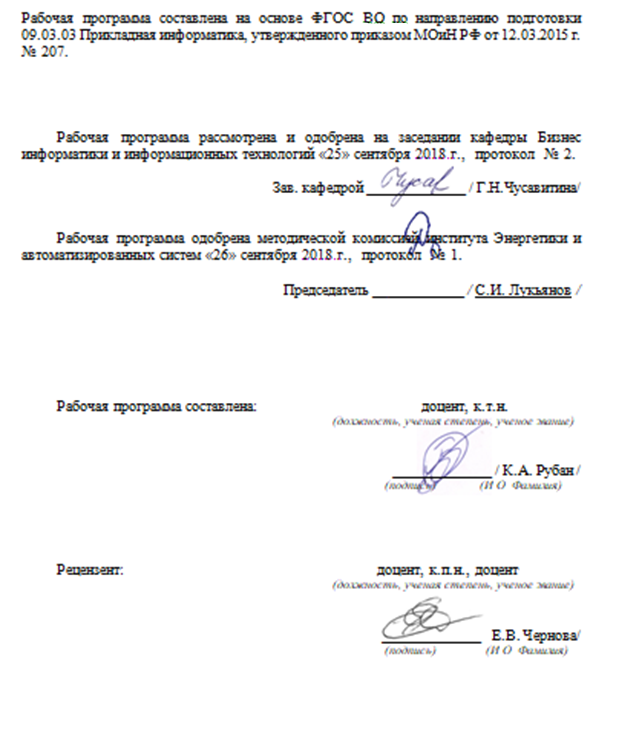 Рабочая программа составлена на основе ФГОС ВО по направлению подготовки
09.03.03 Прикладная информатика, утвержденного приказом МОиН РФ от 12.03.2015 г.
№ 207.
Рабочая программа рассмотрена и одобрена на заседании кафедры Бизнес
информатики и информационных технологий «25» сентября 2018.г., протокол № 2.
Зав. кафедрой ______________ / Г.Н.Чусавитина/
Рабочая программа одобрена методической комиссией института Энергетики и
автоматизированных систем «26» сентября 2018.г., протокол № 1.
Председатель _____________ / С.И. Лукьянов /
Рабочая программа составлена: доцент, к.т.н.
(должность, ученая степень, ученое звание)
______________ / К.А. Рубан /
(подпись) (И О Фамилия)
Рецензент: доцент, к.п.н., доцент
(должность, ученая степень, ученое звание)
______________ Е.В. Чернова/
(подпись) (И О Фамилия)